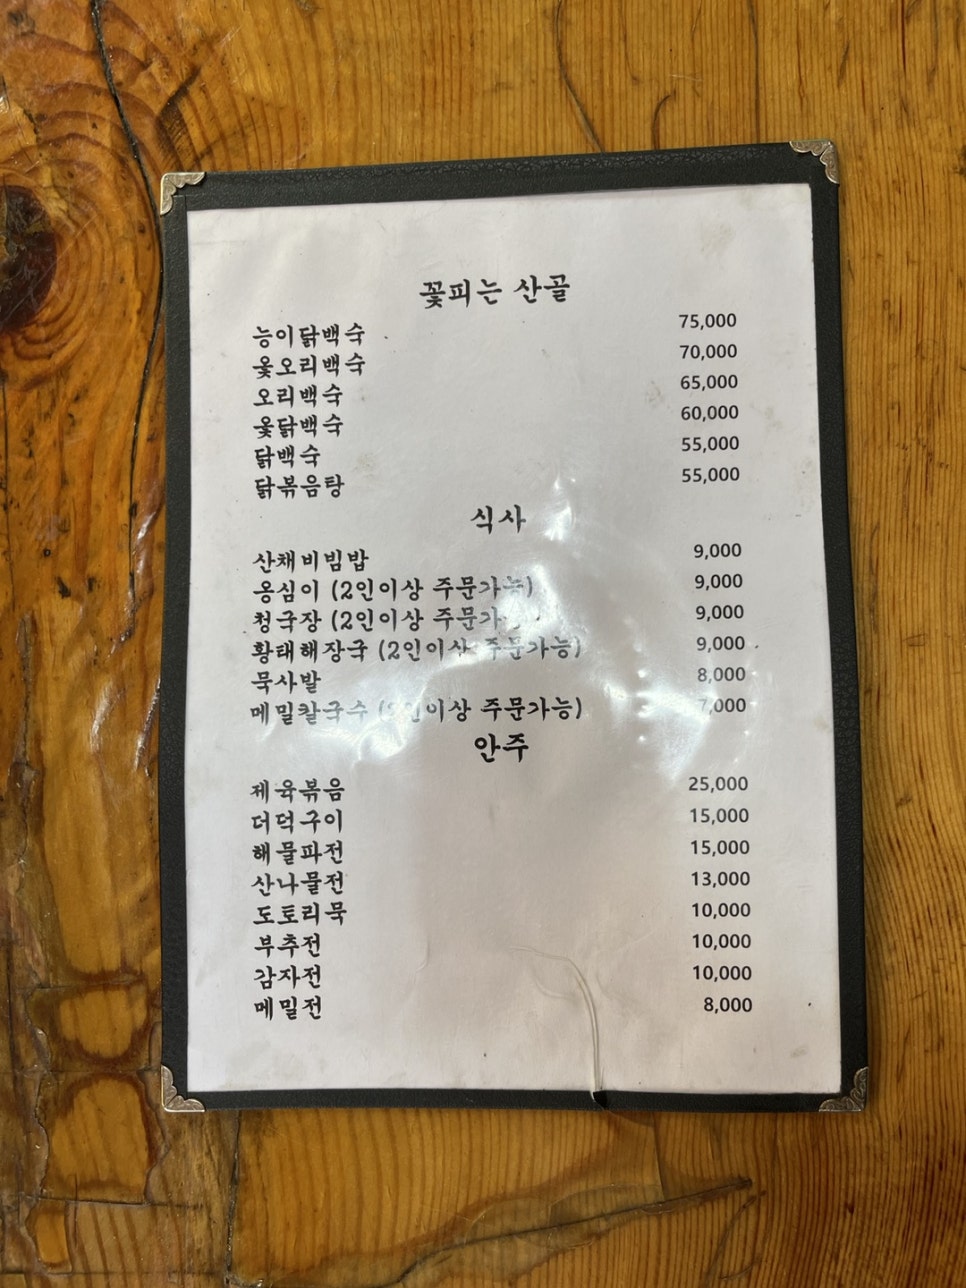 꽃피는 산골
능이닭백숙 75,000
옻오리백숙 70,000
오리백숙 65,000
옻닭백숙 60,000
닭백숙 55,000
닭볶음탕 55,000
식사
산채비빔밥 9,000
옹심이 (2인이상 주문가능) 9,000
청국장 (2인이상 주문가 9,000
황태해장국 (2인이상 주문가능) 9,000
묵사발 8,000
메밀칼국수 (2인이상 주문가능) 7,000
안주
제육볶음 25,000
더덕구이 15,000
해물파전 15,000
산나물전 13,000
도토리묵 10,000
부추전 10,000
감자전 10,000
메밀전 8,000